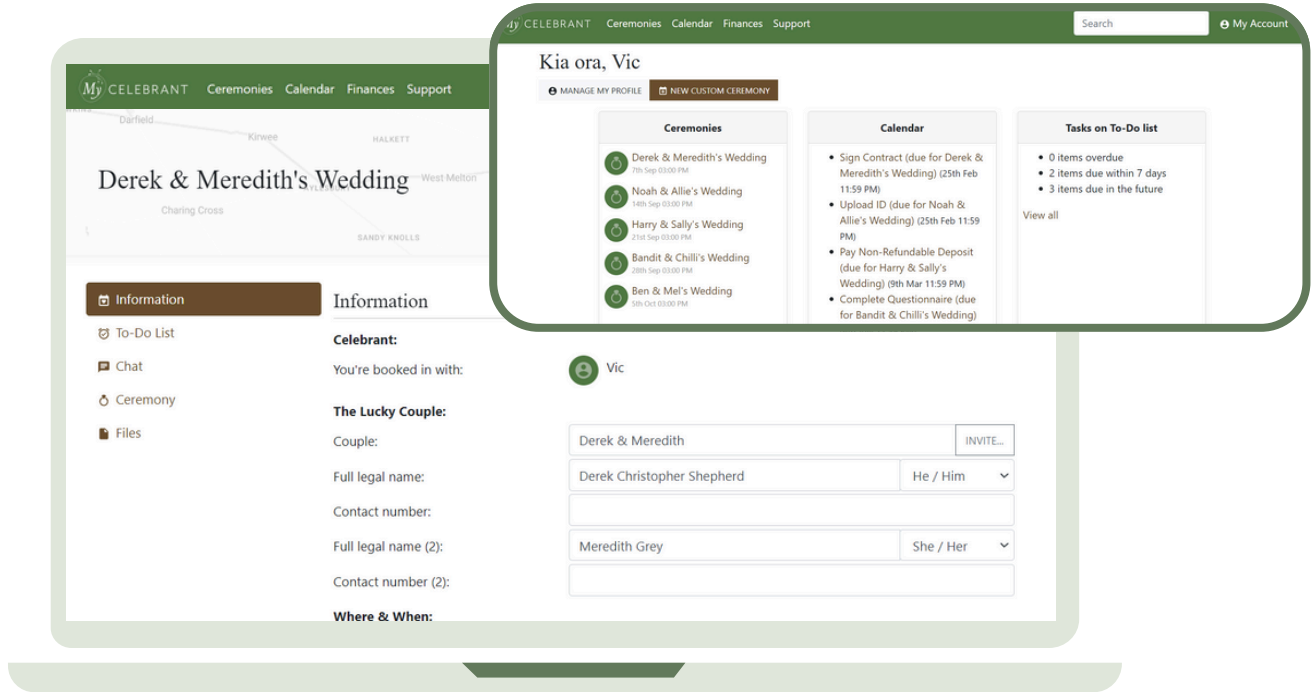 My CELEBRANT Ceremonies Calendar Finances Support Search My Account
Kia ora, Vic
MANAGE MY PROFILE NEW CUSTOM CEREMONY
Ceremonies
Derek & Meredith's Wedding
7th Sep 03:00 PM
Noah & Allie's Wedding
14th Sep 03:00 PM
Harry & Sally's Wedding
21st Sep 03:00 PM
Bandit & Chilli's Wedding
28th Sep 03:00 PM
Ben & Mel's Wedding
5th Oct 03:00 PM
Calendar
Sign Contract (due for Derek &
Meredith's Wedding) (25th Feb
11:59 PM)
Upload ID (due for Noah &
Allie's Wedding) (25th Feb 11:59
PM)
Pay Non-Refundable Deposit
(due for Harry & Sally's
Wedding) (9th Mar 11:59 PM)
Complete Questionnaire (due
for Bandit & Chilli's Wedding)
Tasks on To-Do list
0 items overdue
2 items due within 7 days
3 items due in the future
View all
My CELEBRANT Ceremonies Calendar Finances Support
Darfield
Kirwee
HALKETT
West Melton
Charing Cross
SANDY KNOLLS
Derek & Meredith's Wedding
Information
To-Do List
Chat
Ceremony
Files
Information
Celebrant:
You're booked in with: Vic
The Lucky Couple:
Couple: Derek & Meredith INVITE...
Full legal name: Derek Christopher Shepherd He / Him
Contact number:
Full legal name (2): Meredith Grey She / Her
Contact number (2):
Where & When: